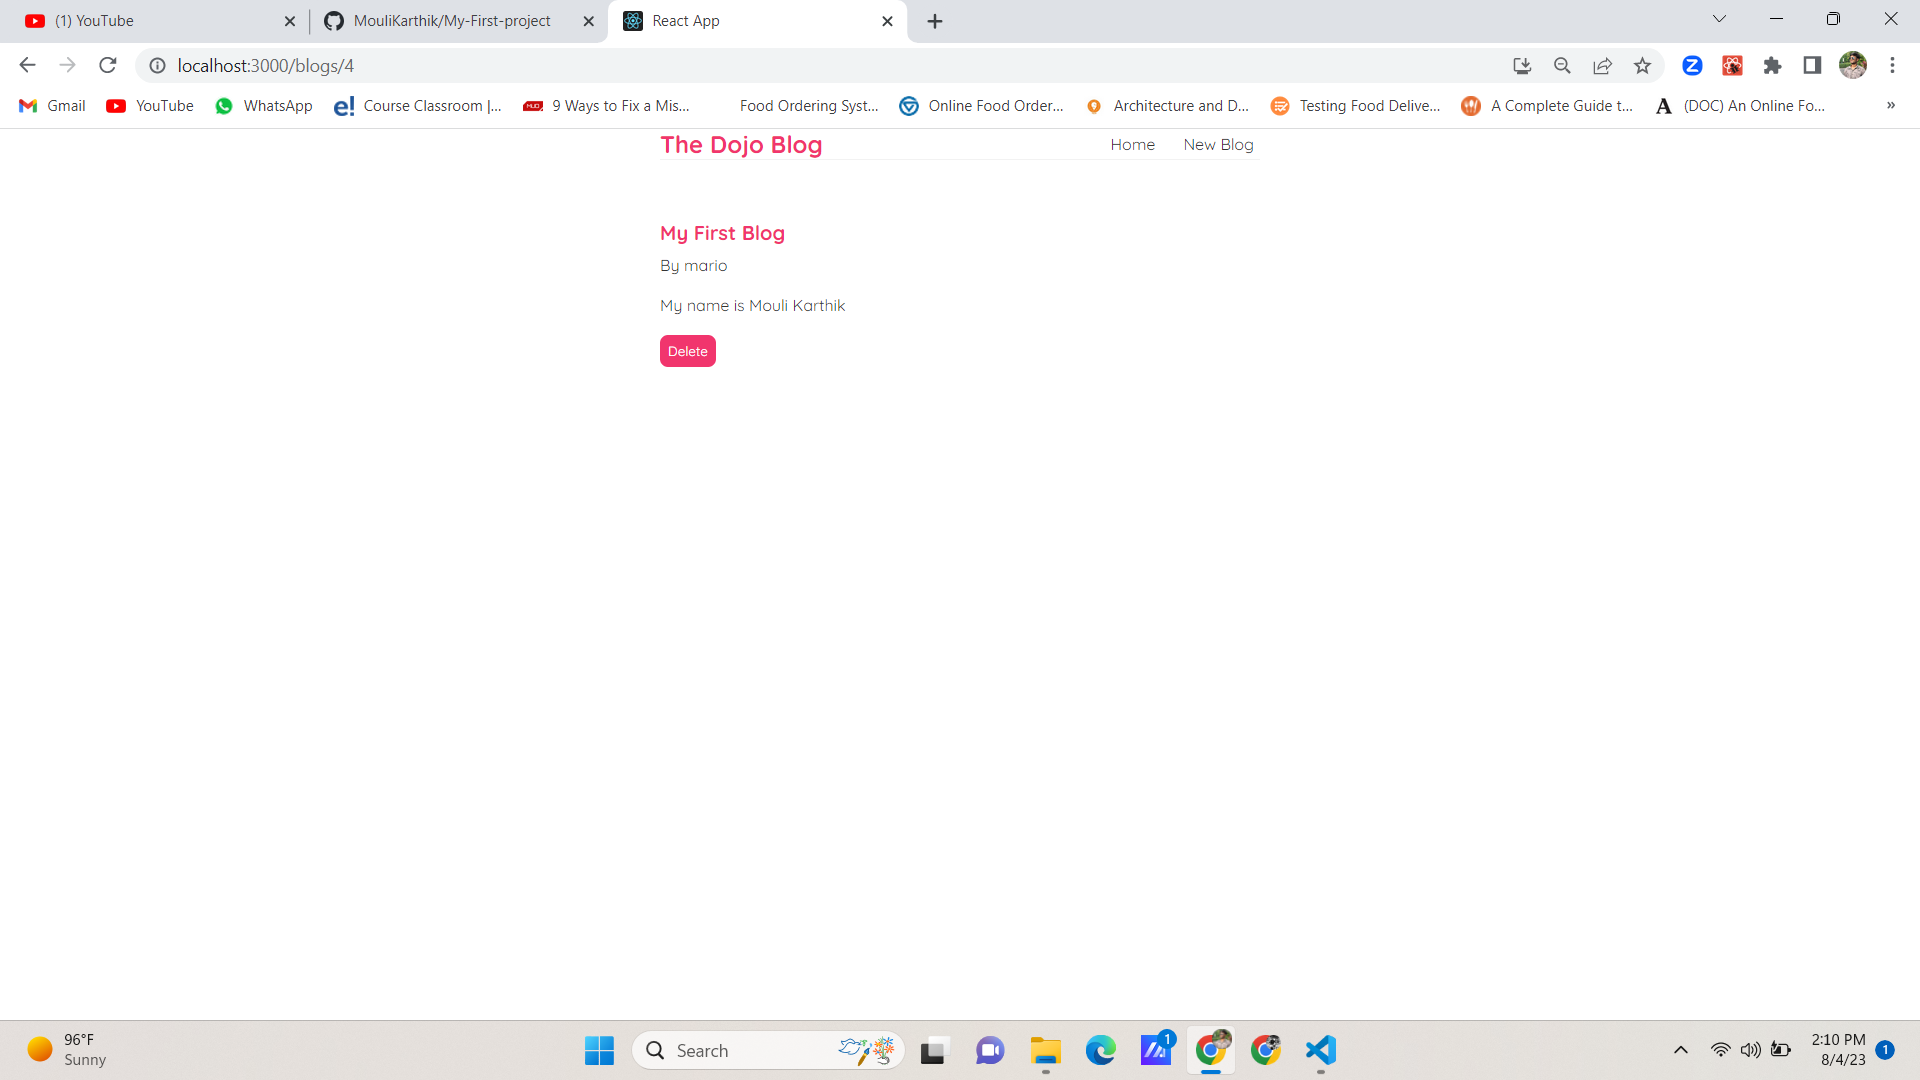 (1) YouTube
MouliKarthik/My-First-project
React App
localhost:3000/blogs/4
Gmail
YouTube
WhatsApp
e! Course Classroom |...
9 Ways to Fix a Mis...
Food Ordering Syst...
Online Food Order...
Architecture and D...
Testing Food Delive...
A Complete Guide t...
A (DOC) An Online Fo...
»
The Dojo Blog
Home
New Blog
My First Blog
By mario
My name is Mouli Karthik
Delete
96°F
Sunny
Search
1
2:10 PM
8/4/23
1